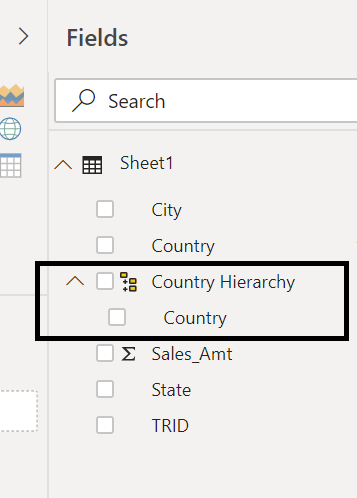 Fields
Search
Sheet1
City
Country
Country Hierarchy
Country
Σ Sales_Amt
State
TRID